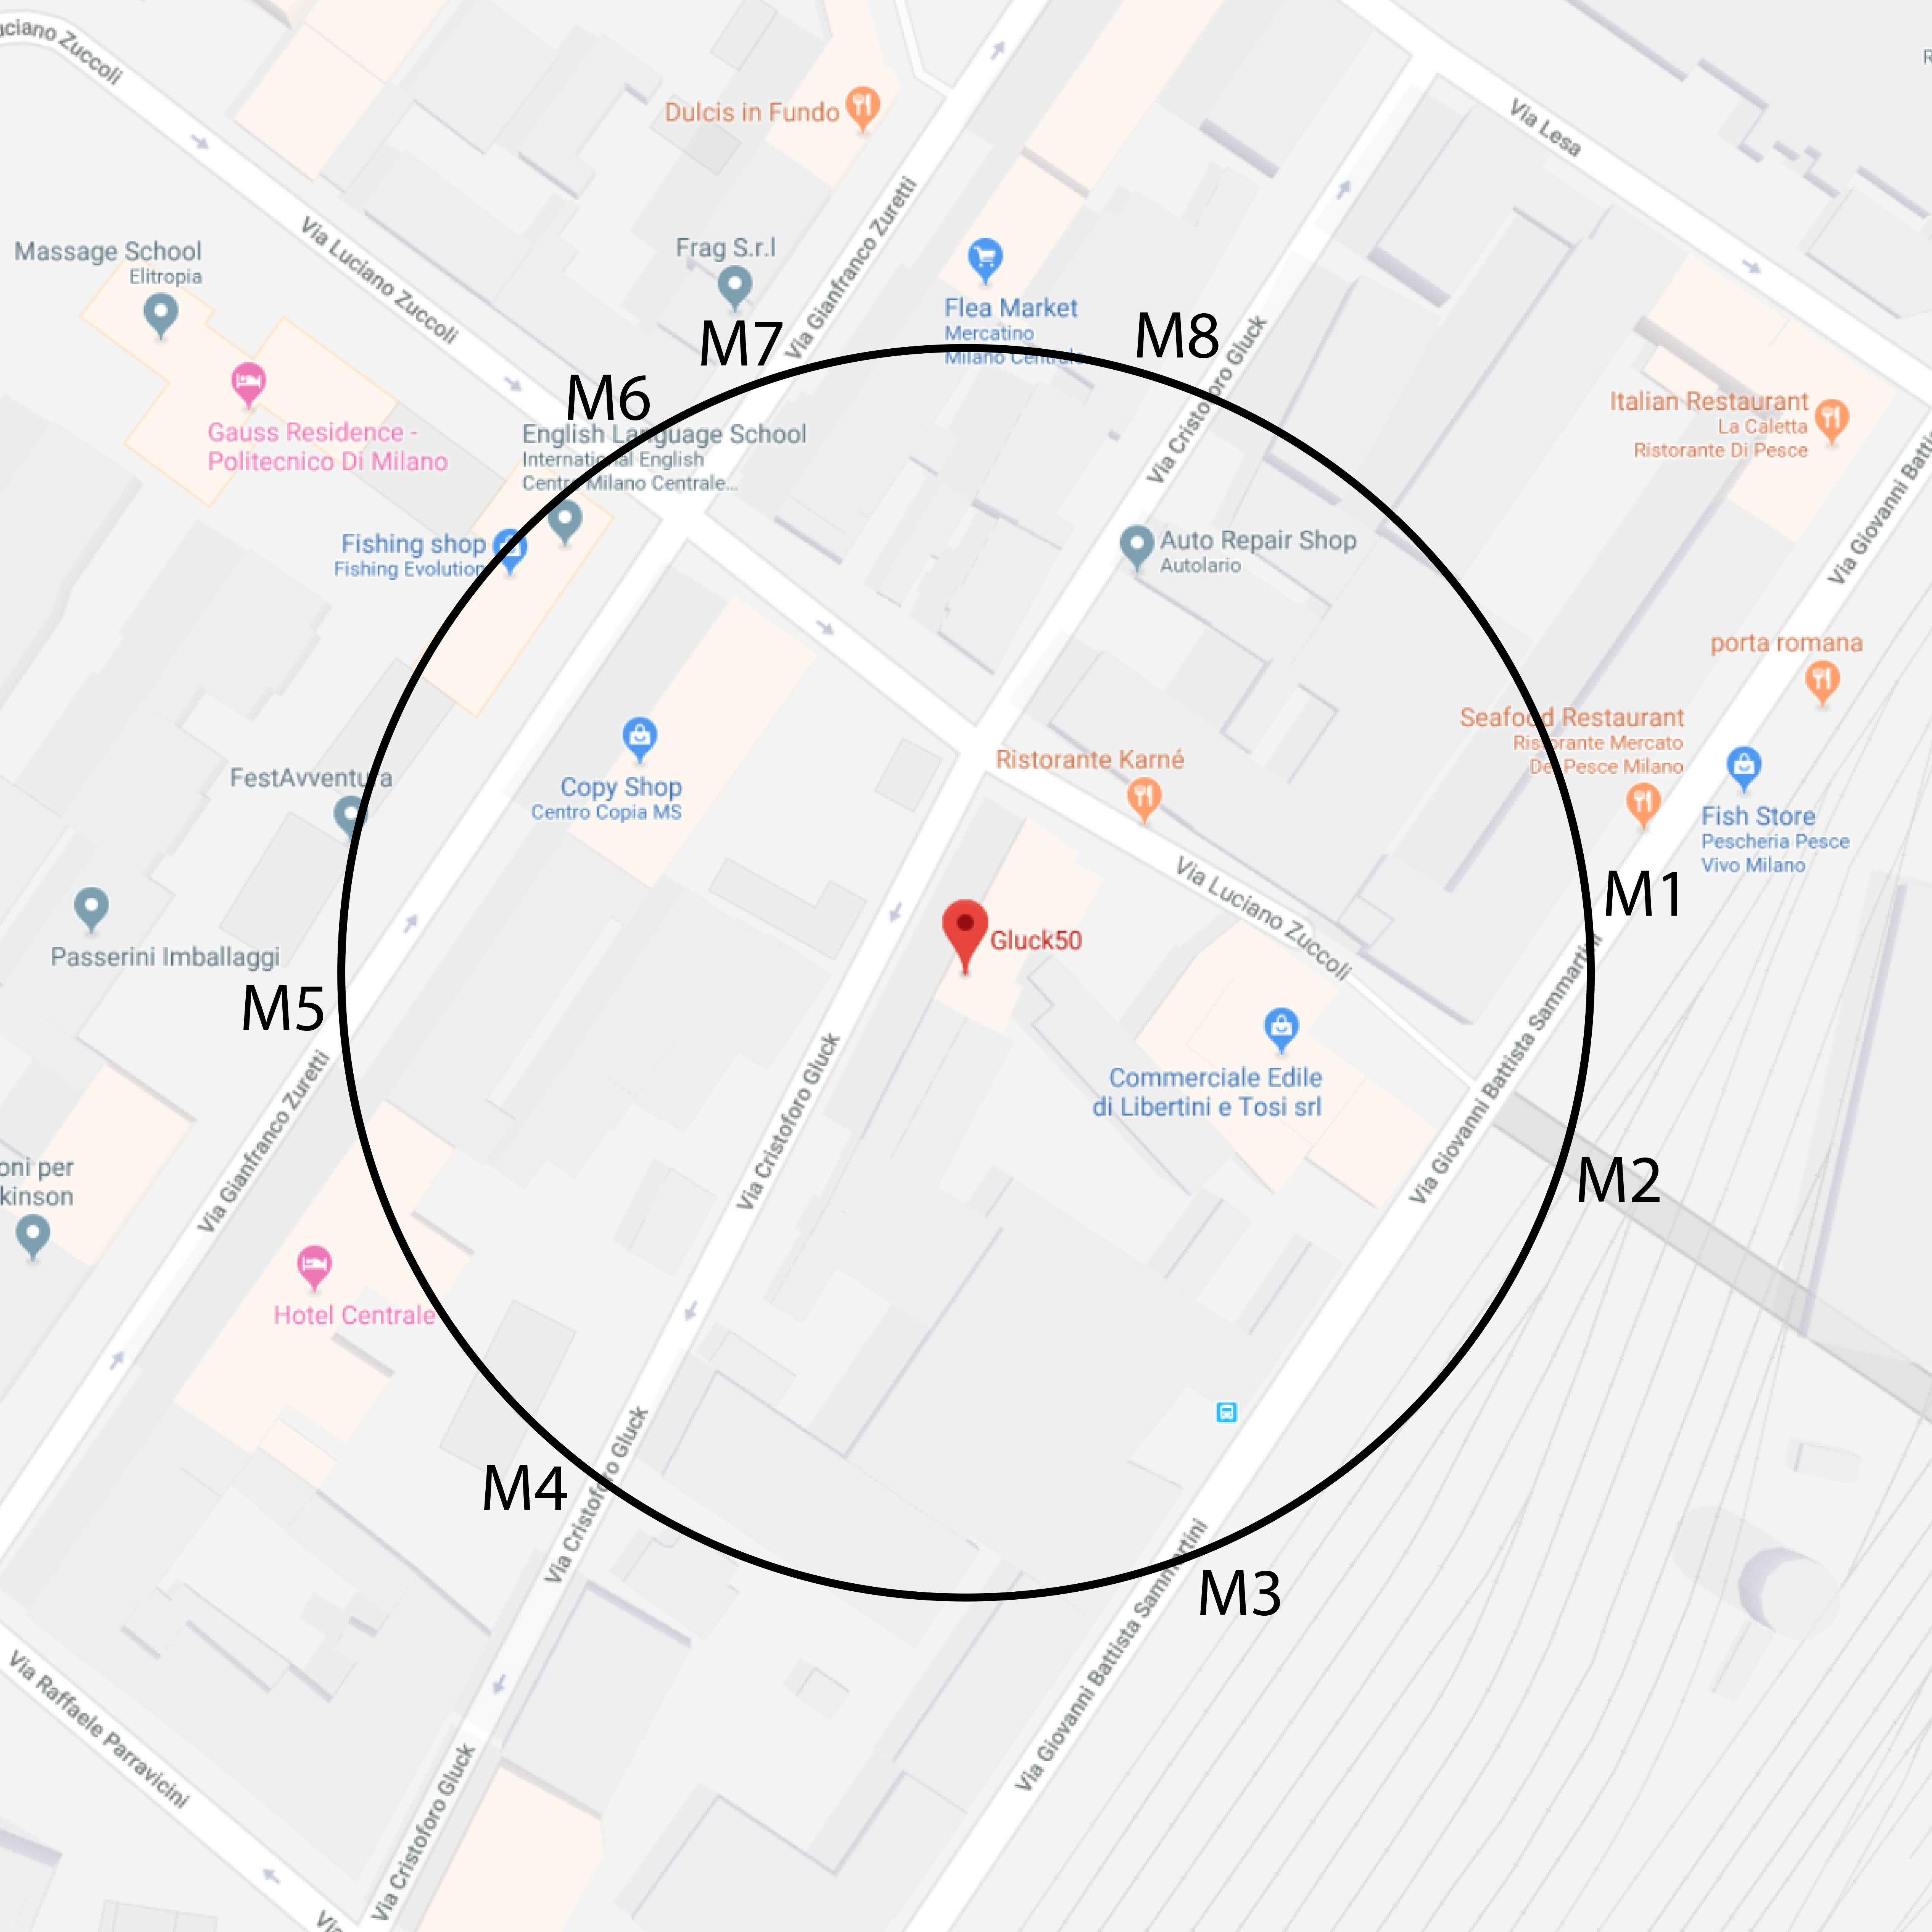 uciano Zuccoli
Dulcis in Fundo
Via Lesa
R
Via Luciano Zuccoli
Massage School
Elitropia
Frag S.r.l
Via Gianfranco Zuretti
Flea Market
Mercatino
Milano Centrale
M7
M8
Via Cristoforo Gluck
M6
English Language School
International English
Centre Milano Centrale...
Gauss Residence -
Politecnico Di Milano
Italian Restaurant
La Caletta
Ristorante Di Pesce
Via Giovanni Batti
Fishing shop
Fishing Evolution
Auto Repair Shop
Autolario
porta romana
Seafood Restaurant
Ristorante Mercato
Del Pesce Milano
Ristorante Karné
FestAvventura
Copy Shop
Centro Copia MS
Fish Store
Pescheria Pesce
Vivo Milano
M1
Via Luciano Zuccoli
Gluck50
Passerini Imballaggi
M5
Via Giovanni Battista Sammartini
Commerciale Edile
di Libertini e Tosi srl
Via Cristoforo Gluck
Via Gianfranco Zuretti
oni per
kinson
M2
Hotel Centrale
M4
Via Cristoforo Gluck
M3
Via Giovanni Battista Sammartini
Via Raffaele Parravicini
Via Cristoforo Gluck
Via